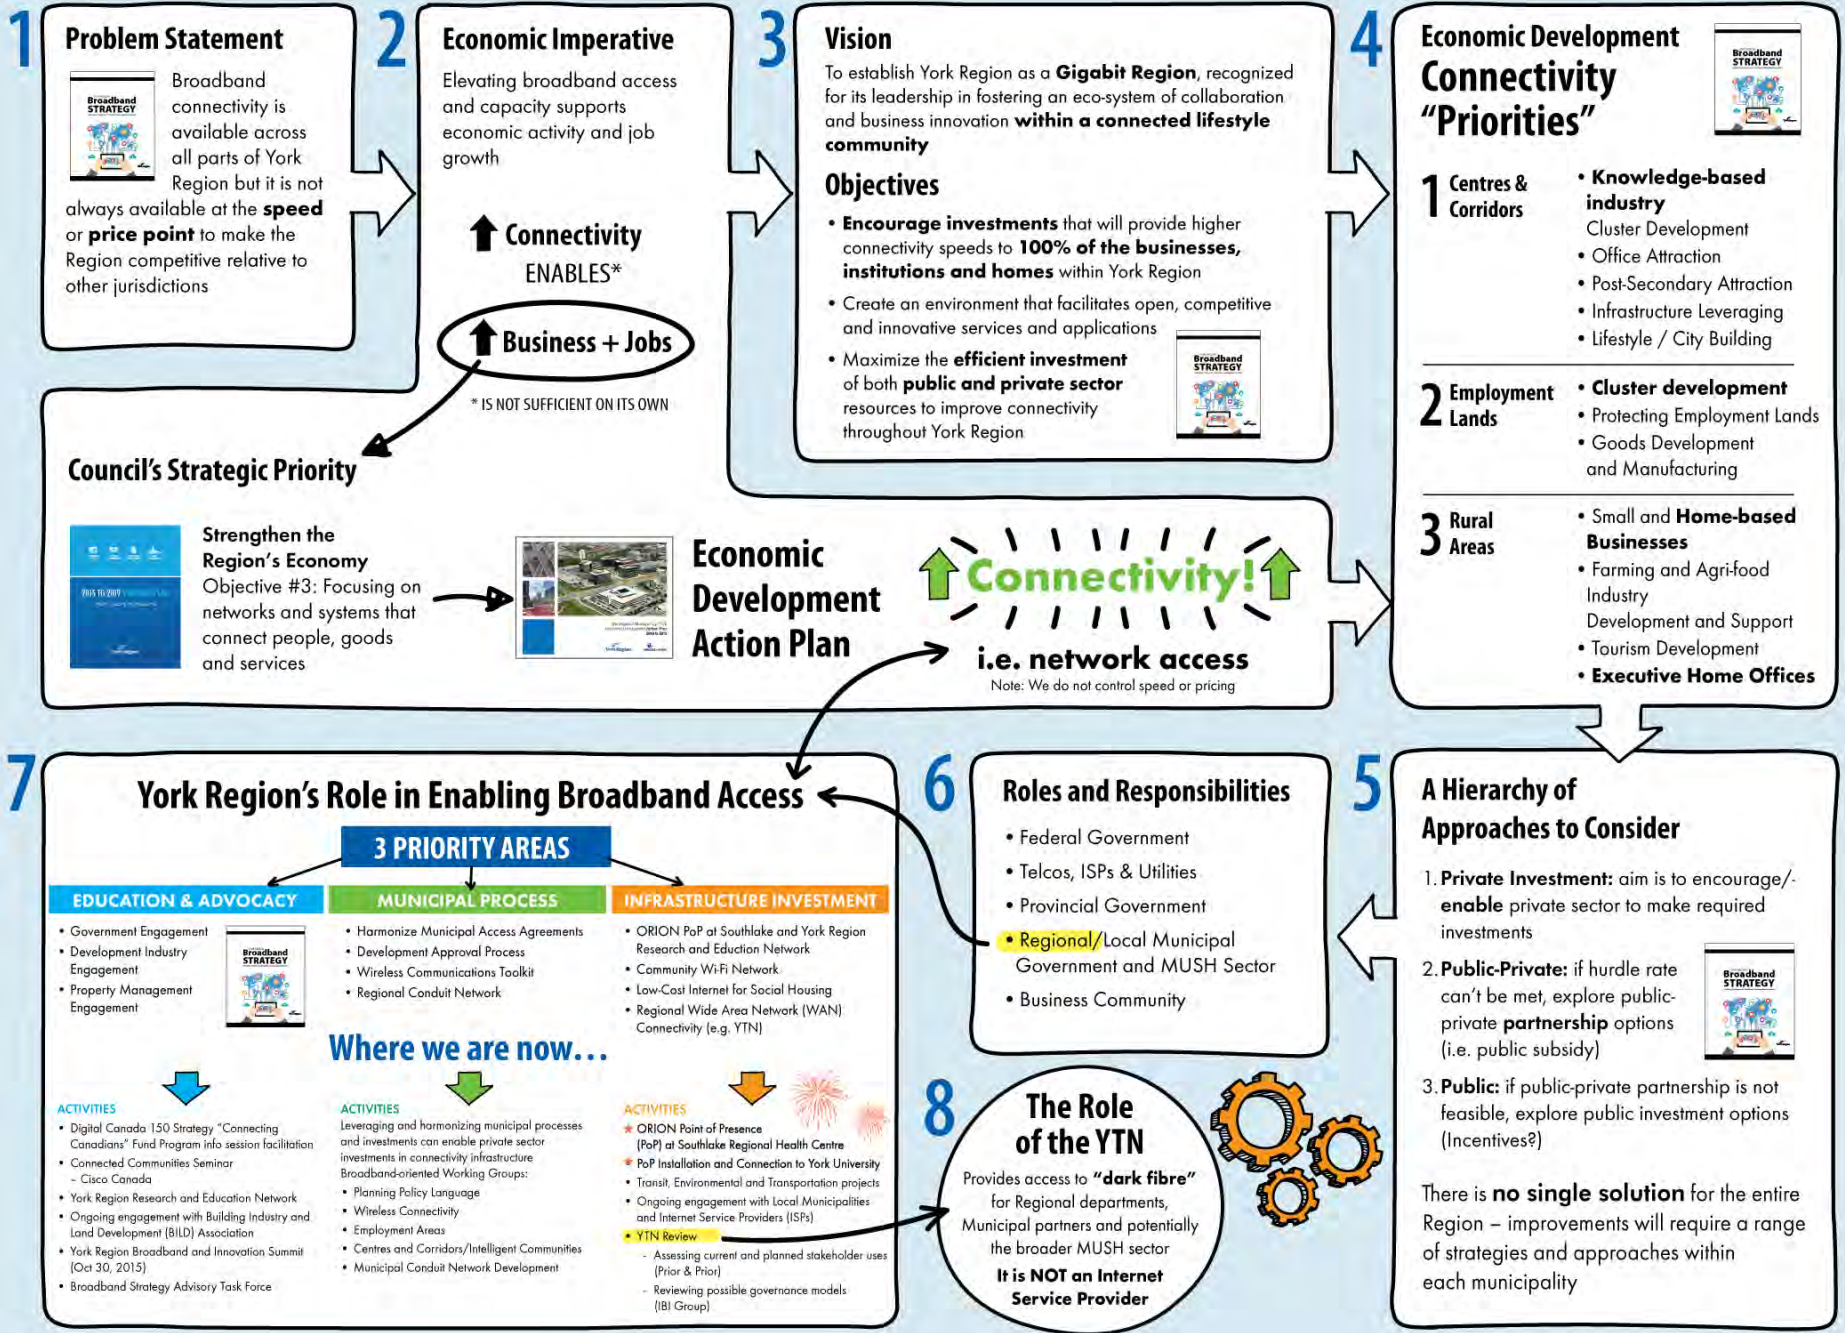 1
Problem Statement
Broadband
STRATEGY
Broadband
connectivity is
available across
all parts of York
Region but it is not
always available at the speed
or price point to make the
Region competitive relative to
other jurisdictions
2
Economic Imperative
Elevating broadband access
and capacity supports
economic activity and job
growth
Connectivity
ENABLES*
Business + Jobs
* IS NOT SUFFICIENT ON ITS OWN
Council's Strategic Priority
Strengthen the
Region's Economy
Objective #3: Focusing on
networks and systems that
connect people, goods
and services
Economic
Development
Action Plan
Connectivity!
i.e. network access
Note: We do not control speed or pricing
3
Vision
To establish York Region as a Gigabit Region, recognized
for its leadership in fostering an eco-system of collaboration
and business innovation within a connected lifestyle
community
Objectives
• Encourage investments that will provide higher
connectivity speeds to 100% of the businesses,
institutions and homes within York Region
• Create an environment that facilitates open, competitive
and innovative services and applications
• Maximize the efficient investment
of both public and private sector
resources to improve connectivity
throughout York Region
Broadband
STRATEGY
4
Economic Development
Connectivity
"Priorities"
Broadband
STRATEGY
1 Centres &
Corridors
• Knowledge-based
industry
Cluster Development
• Office Attraction
• Post-Secondary Attraction
• Infrastructure Leveraging
• Lifestyle / City Building
2 Employment
Lands
• Cluster development
• Protecting Employment Lands
• Goods Development
and Manufacturing
3 Rural
Areas
• Small and Home-based
Businesses
• Farming and Agri-food
Industry
Development and Support
• Tourism Development
• Executive Home Offices
5
A Hierarchy of
Approaches to Consider
1. Private Investment: aim is to encourage/-
enable private sector to make required
investments
2. Public-Private: if hurdle rate
can't be met, explore public-
private partnership options
(i.e. public subsidy)
Broadband
STRATEGY
3. Public: if public-private partnership is not
feasible, explore public investment options
(Incentives?)
There is no single solution for the entire
Region – improvements will require a range
of strategies and approaches within
each municipality
6
Roles and Responsibilities
• Federal Government
• Telcos, ISPs & Utilities
• Provincial Government
• Regional/Local Municipal
Government and MUSH Sector
• Business Community
7
York Region's Role in Enabling Broadband Access
3 PRIORITY AREAS
EDUCATION & ADVOCACY
• Government Engagement
• Development Industry
Engagement
• Property Management
Engagement
Broadband
STRATEGY
MUNICIPAL PROCESS
• Harmonize Municipal Access Agreements
• Development Approval Process
• Wireless Communications Toolkit
• Regional Conduit Network
INFRASTRUCTURE INVESTMENT
• ORION PoP at Southlake and York Region
Research and Eduction Network
• Community Wi-Fi Network
• Low-Cost Internet for Social Housing
• Regional Wide Area Network (WAN)
Connectivity (e.g. YTN)
Where we are now...
ACTIVITIES
• Digital Canada 150 Strategy "Connecting
Canadians" Fund Program info session facilitation
• Connected Communities Seminar
– Cisco Canada
• York Region Research and Education Network
• Ongoing engagement with Building Industry and
Land Development (BILD) Association
• York Region Broadband and Innovation Summit
(Oct 30, 2015)
• Broadband Strategy Advisory Task Force
ACTIVITIES
Leveraging and harmonizing municipal processes
and investments can enable private sector
investments in connectivity infrastructure
Broadband-oriented Working Groups:
• Planning Policy Language
• Wireless Connectivity
• Employment Areas
• Centres and Corridors/Intelligent Communities
• Municipal Conduit Network Development
ACTIVITIES
ORION Point of Presence
(PoP) at Southlake Regional Health Centre
PoP Installation and Connection to York University
• Transit, Environmental and Transportation projects
• Ongoing engagement with Local Municipalities
and Internet Service Providers (ISPs)
• YTN Review
- Assessing current and planned stakeholder uses
(Prior & Prior)
- Reviewing possible governance models
(IBI Group)
8
The Role
of the YTN
Provides access to "dark fibre"
for Regional departments,
Municipal partners and potentially
the broader MUSH sector
It is NOT an Internet
Service Provider